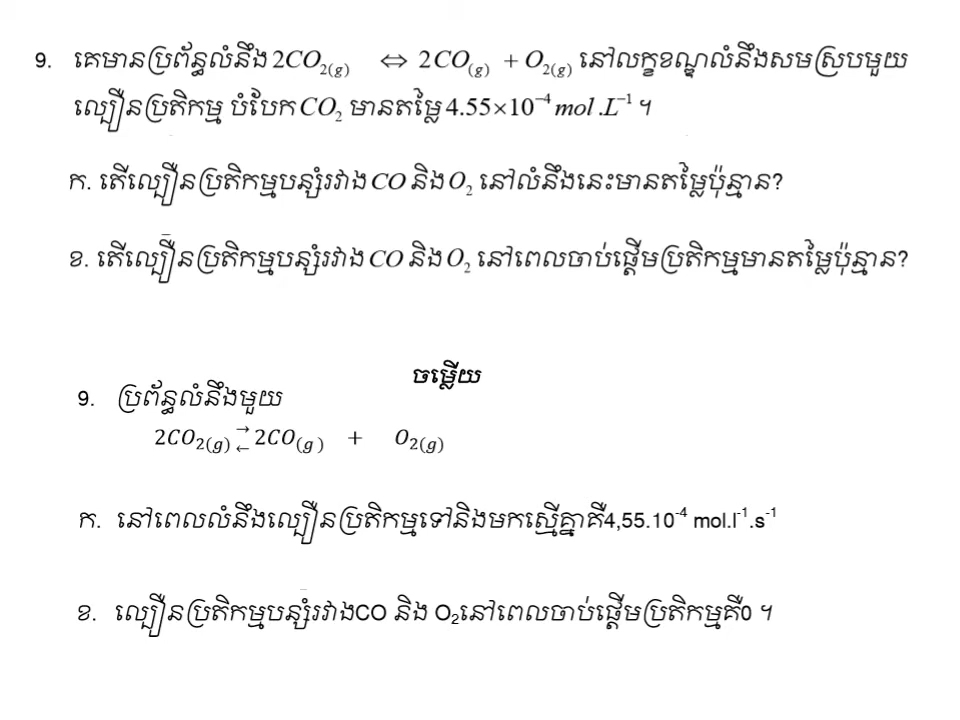 9. គេមានប្រព័ន្ធលំនឹង 2CO₂(g) ⇔ 2CO(g) + O₂(g) នៅលក្ខខណ្ឌលំនឹងសមស្របមួយ
ល្បឿនប្រតិកម្ម បំបែក CO₂ មានតម្លៃ 4.55×10⁻⁴ mol .L⁻¹ ។
ក. តើល្បឿនប្រតិកម្មបន្សំរវាង CO និង O₂ នៅលំនឹងនេះមានតម្លៃប៉ុន្មាន?
ខ. តើល្បឿនប្រតិកម្មបន្សំរវាង CO និង O₂ នៅពេលចាប់ផ្តើមប្រតិកម្មមានតម្លៃប៉ុន្មាន?
ចម្លើយ
9. ប្រព័ន្ធលំនឹងមួយ
2CO₂(g) ⇄ 2CO(g) + O₂(g)
ក. នៅពេលលំនឹងល្បឿនប្រតិកម្មទៅនិងមកស្មើគ្នាគឺ4,55.10⁻⁴ mol.l⁻¹.s⁻¹
ខ. ល្បឿនប្រតិកម្មបន្សំរវាងCO និង O₂នៅពេលចាប់ផ្តើមប្រតិកម្មគឺ0 ។